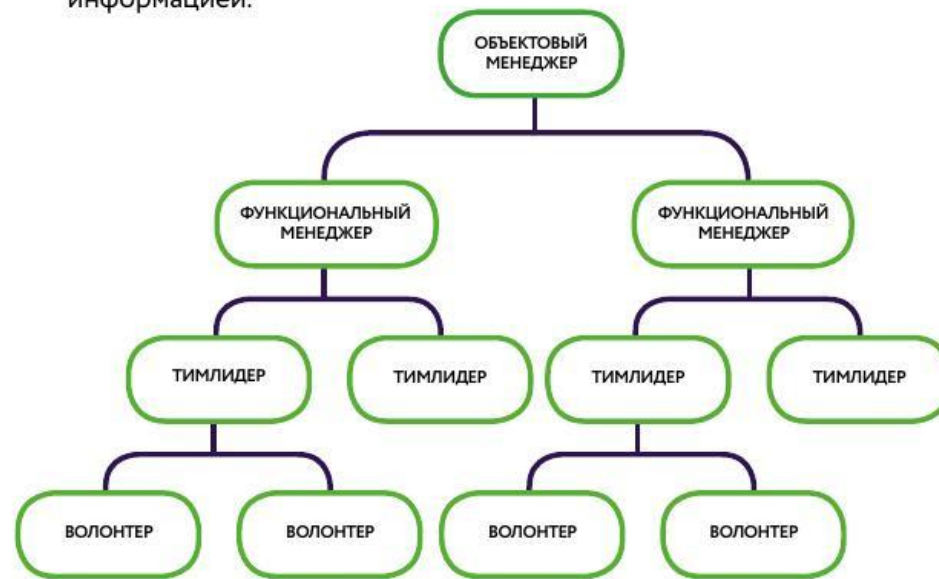 информацией.
ОБЪЕКТОВЫЙ
МЕНЕДЖЕР
ФУНКЦИОНАЛЬНЫЙ
МЕНЕДЖЕР
ФУНКЦИОНАЛЬНЫЙ
МЕНЕДЖЕР
ТИМЛИДЕР
ТИМЛИДЕР
ТИМЛИДЕР
ТИМЛИДЕР
ВОЛОНТЕР
ВОЛОНТЕР
ВОЛОНТЕР
ВОЛОНТЕР